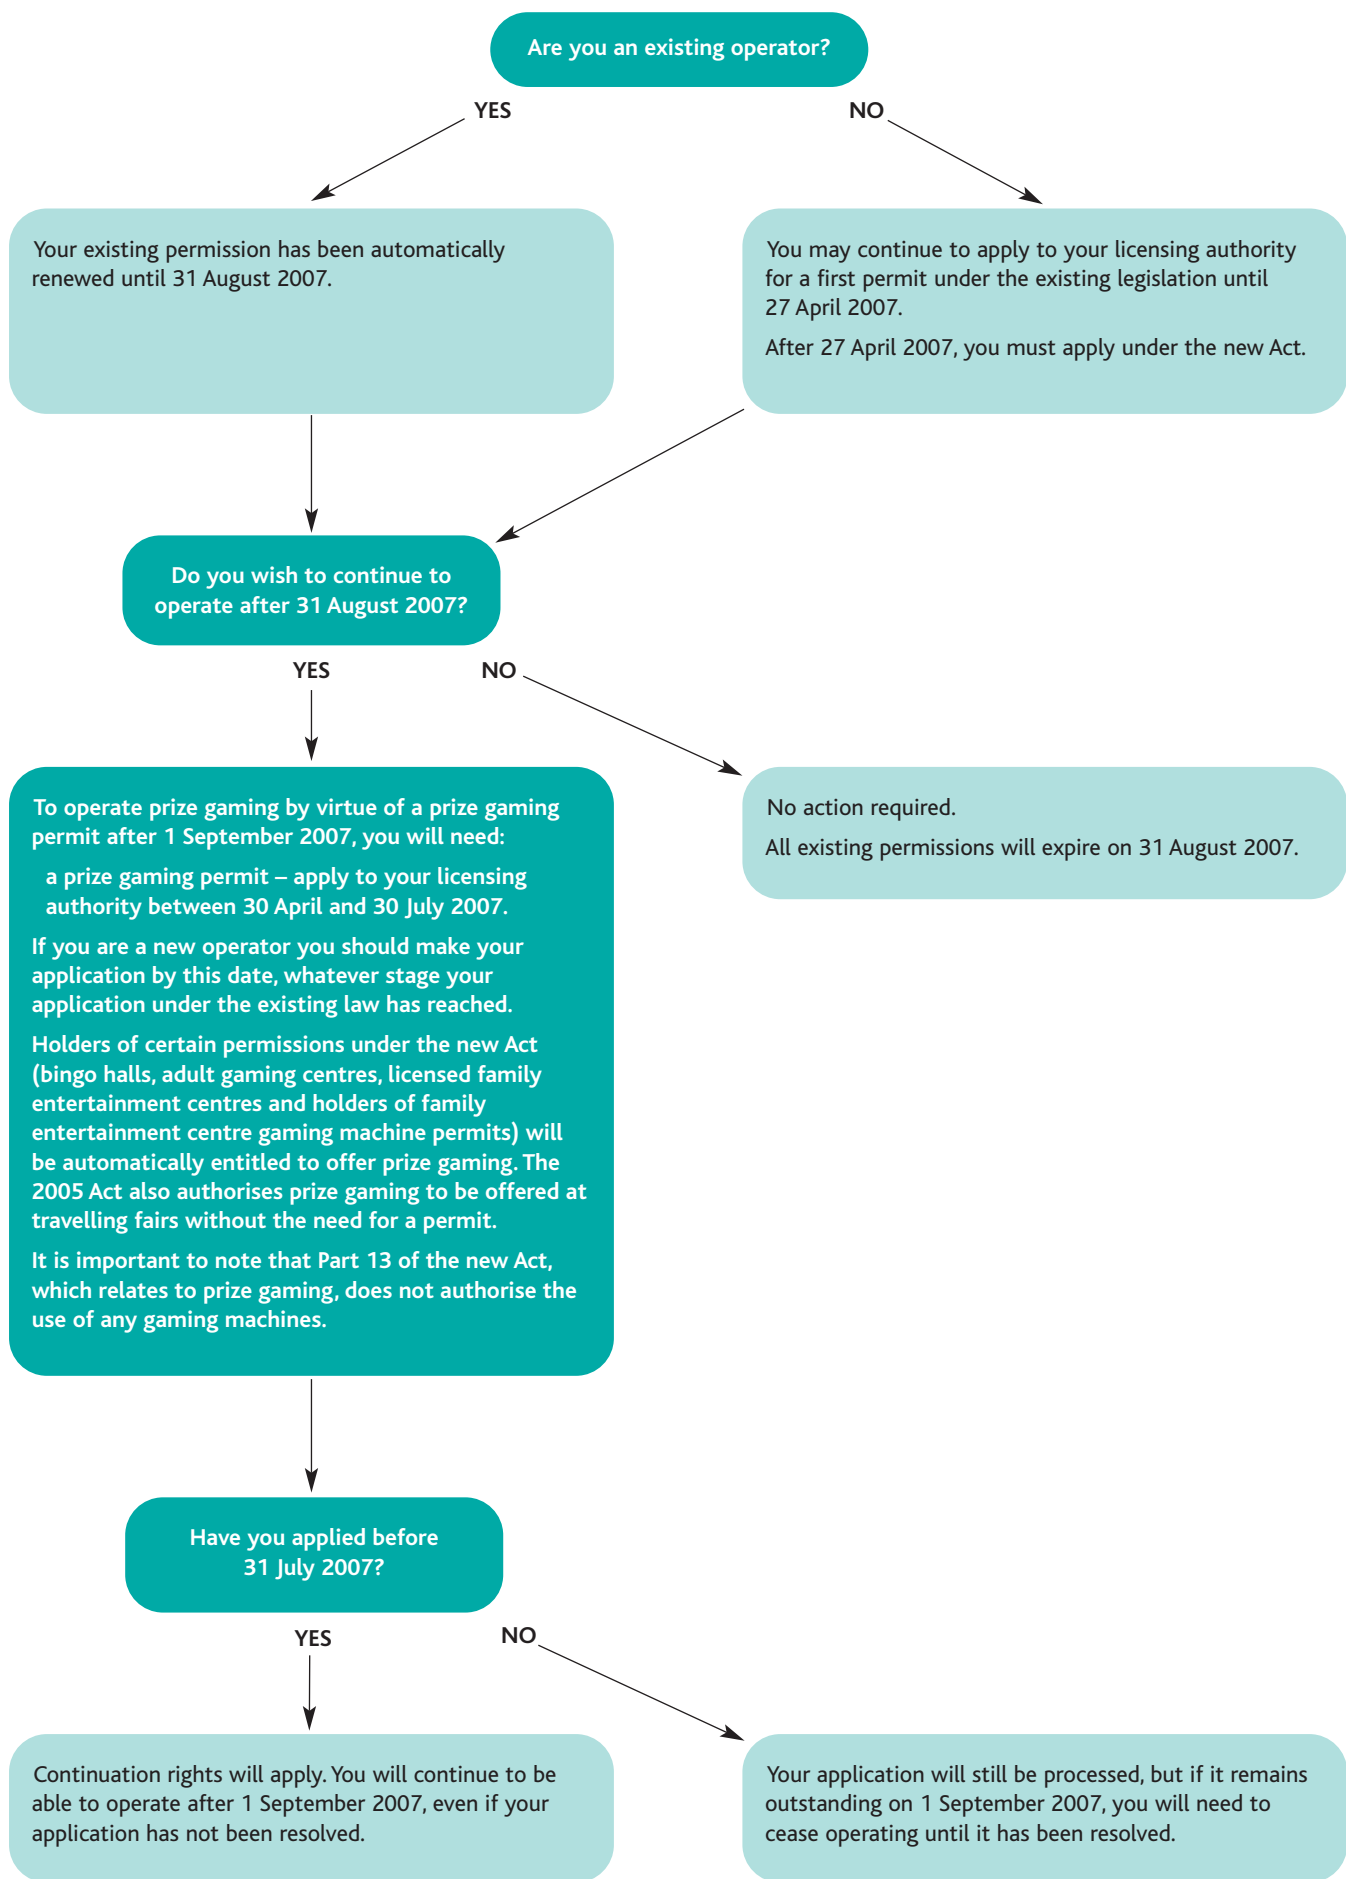 Are you an existing operator?
YES
NO
Your existing permission has been automatically
renewed until 31 August 2007.
You may continue to apply to your licensing authority
for a first permit under the existing legislation until
27 April 2007.
After 27 April 2007, you must apply under the new Act.
Do you wish to continue to
operate after 31 August 2007?
YES
NO
To operate prize gaming by virtue of a prize gaming
permit after 1 September 2007, you will need:
a prize gaming permit – apply to your licensing
authority between 30 April and 30 July 2007.
If you are a new operator you should make your
application by this date, whatever stage your
application under the existing law has reached.
Holders of certain permissions under the new Act
(bingo halls, adult gaming centres, licensed family
entertainment centres and holders of family
entertainment centre gaming machine permits) will
be automatically entitled to offer prize gaming. The
2005 Act also authorises prize gaming to be offered at
travelling fairs without the need for a permit.
It is important to note that Part 13 of the new Act,
which relates to prize gaming, does not authorise the
use of any gaming machines.
No action required.
All existing permissions will expire on 31 August 2007.
Have you applied before
31 July 2007?
YES
NO
Continuation rights will apply. You will continue to be
able to operate after 1 September 2007, even if your
application has not been resolved.
Your application will still be processed, but if it remains
outstanding on 1 September 2007, you will need to
cease operating until it has been resolved.